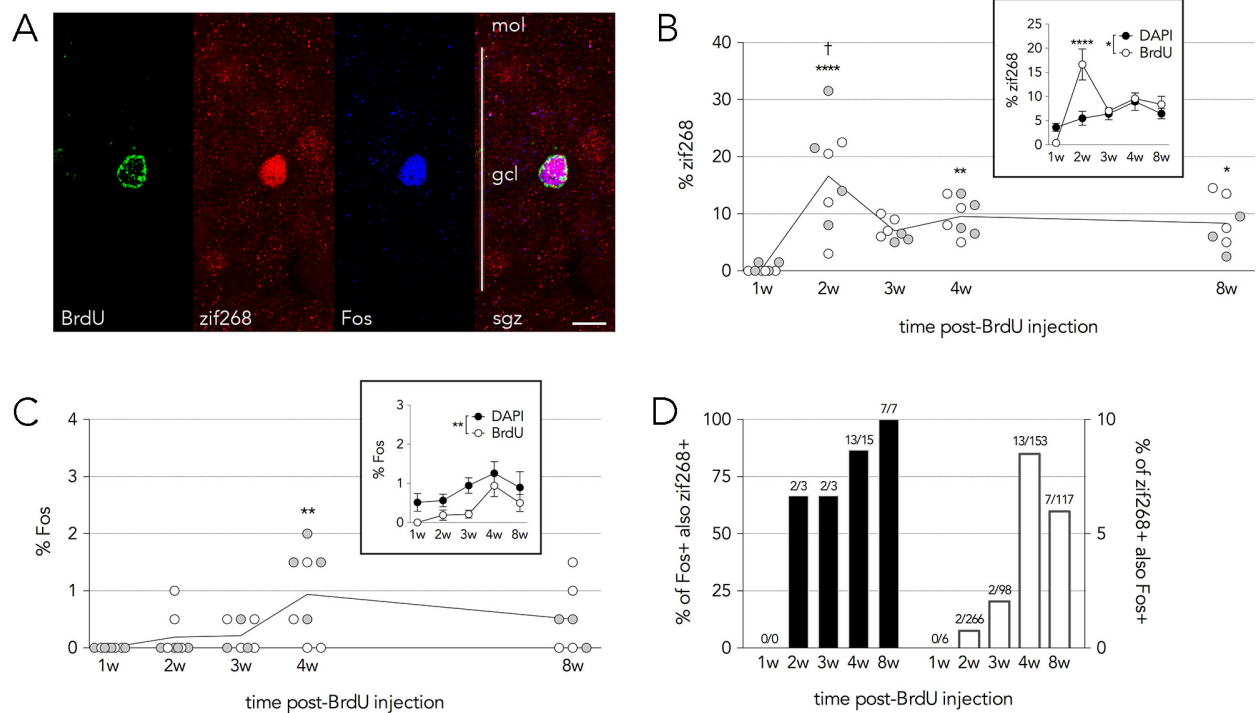 A
mol
gcl
BrdU
zif268
Fos
sgz
B
% zif268
40
30
20
10
0
†
****
**
*
1w
2w
3w
4w
8w
time post-BrdU injection
% zif268
25
20
15
10
5
0
****
*
DAPI
BrdU
1w
2w
3w
4w
8w
C
% Fos
4
3
2
1
0
**
1w
2w
3w
4w
8w
time post-BrdU injection
% Fos
3
2
1
0
**
DAPI
BrdU
1w
2w
3w
4w
8w
D
% of Fos+ also zif268+
100
75
50
25
0
0/0
2/3
2/3
13/15
7/7
0/6
2/266
2/98
13/153
7/117
1w
2w
3w
4w
8w
1w
2w
3w
4w
8w
10
5
0
% of zif268+ also Fos+
time post-BrdU injection